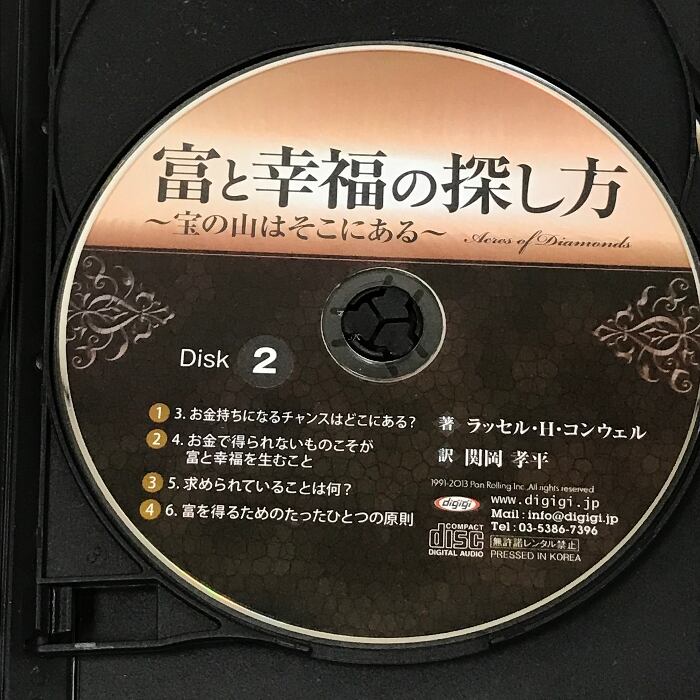 富と幸福の探し方
～宝の山はそこにある～ Acres of Diamonds
Disk 2
1 3. お金持ちになるチャンスはどこにある?
2 4. お金で得られないものこそが
富と幸福を生むこと
3 5. 求められていることは何?
4 6. 富を得るためのたったひとつの原則
著 ラッセル・H・コンウェル
訳 関岡 孝平
1991-2013 Pan Rolling Inc. All rights reserved
digigi www.digigi.jp
Mail : info@digigi.jp
Tel : 03-5386-7396
COMPACT disc DIGITAL AUDIO
無許諾レンタル禁止
PRESSED IN KOREA